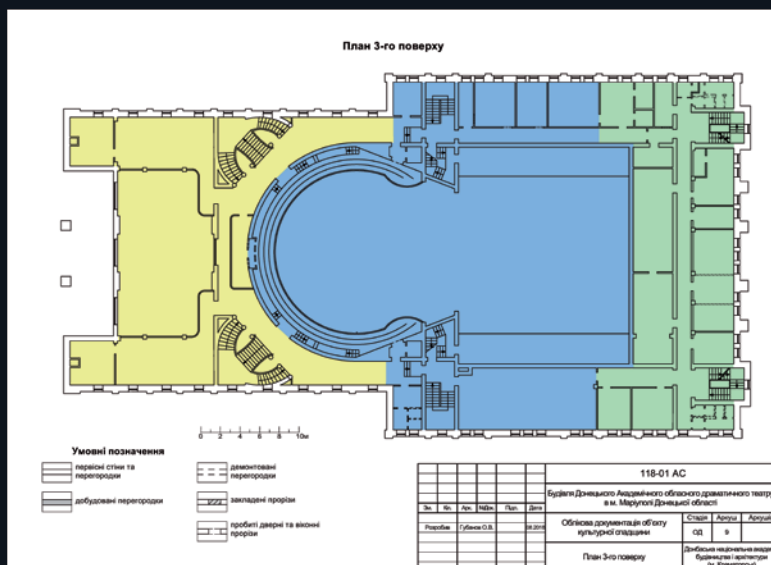 План 3-го поверху
0 2 4 6 8 10м
Умовні позначення
первісні стіни та
перегородки
добудовані перегородки
демонтовані
перегородки
закладені прорізи
пробиті дверні та віконні
прорізи
118-01 АС
Будівля Донецького Академічного обласного драматичного театру
в м. Маріуполі Донецької області
Зм. Кіл. Арк. №Док. Підп. Дата
Розробив Губанов О.В.
Облікова документація об'єкту
культурної спадщини
Стадія Аркуш Аркушів
ОД 9
План 3-го поверху
Донбаська національна академія
будівництва і архітектури